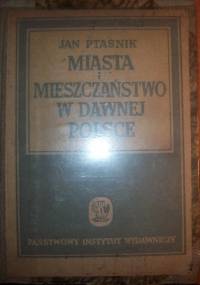 JAN PTAŚNIK
MIASTA
I
MIESZCZAŃSTWO
W DAWNEJ
POLSCE
PAŃSTWOWY INSTYTUT WYDAWNICZY